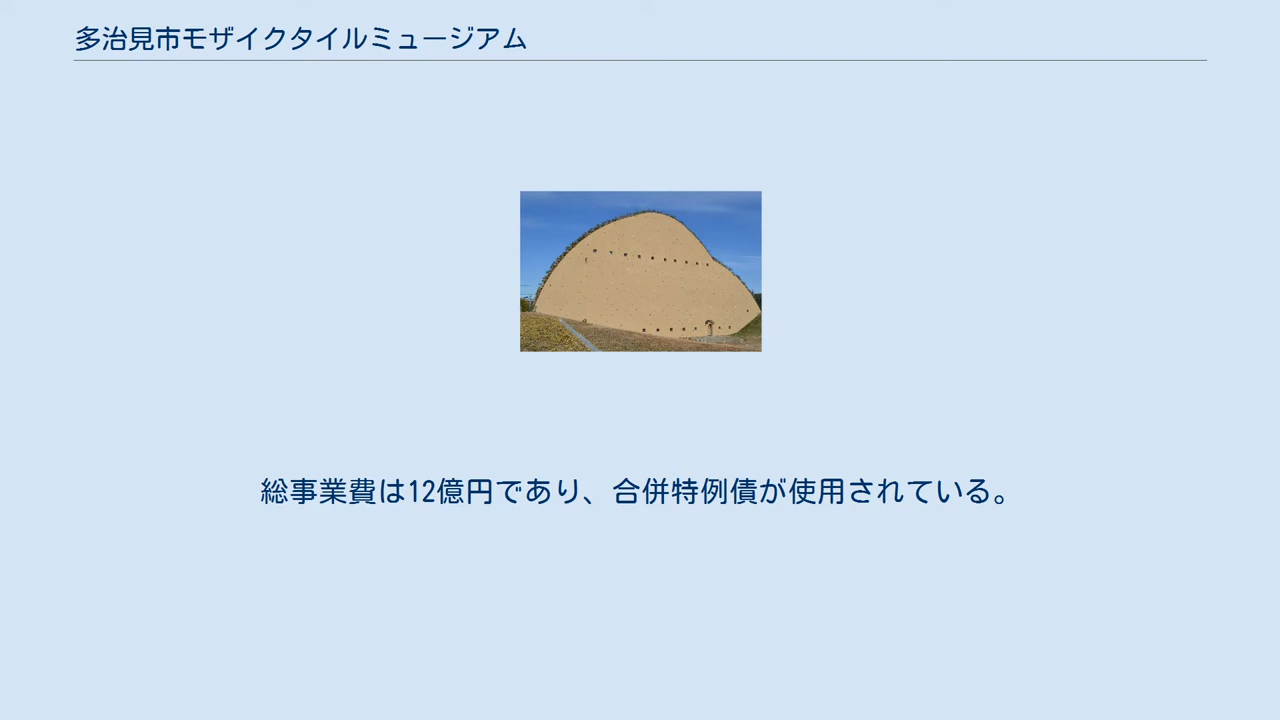 多治見市モザイクタイルミュージアム
総事業費は12億円であり、合併特例債が使用されている。